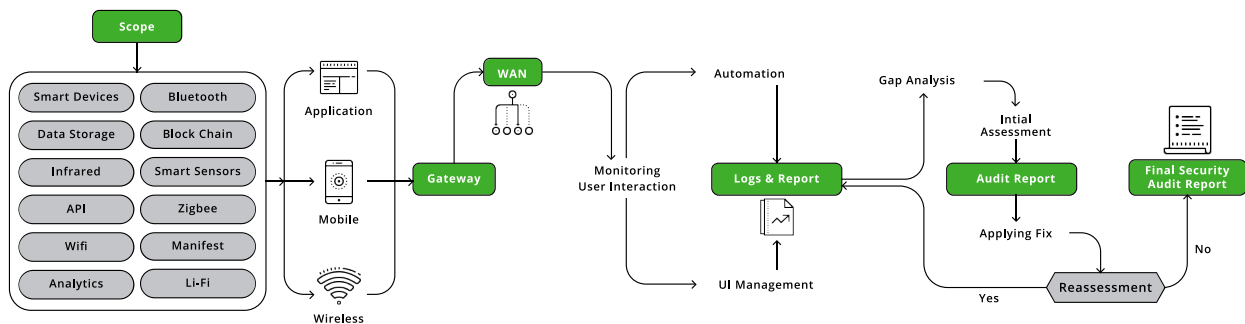 Scope
Smart Devices
Bluetooth
Data Storage
Block Chain
Infrared
Smart Sensors
API
Zigbee
Wifi
Manifest
Analytics
Li-Fi
Application
Mobile
Wireless
Gateway
WAN
Monitoring
User Interaction
Automation
Logs & Report
UI Management
Gap Analysis
Intial
Assessment
Audit Report
Applying Fix
Reassessment
Yes
No
Final Security
Audit Report